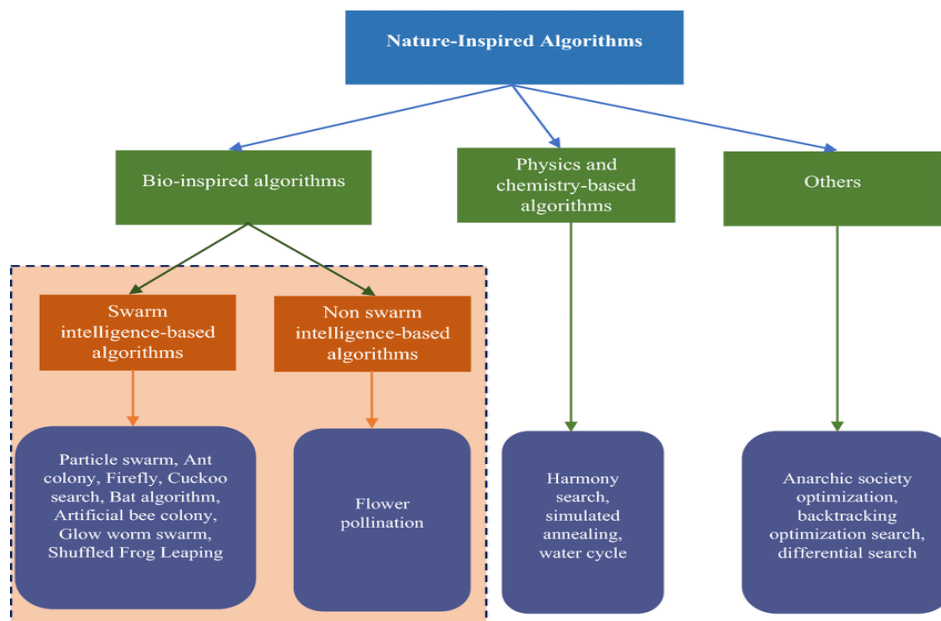 Nature-Inspired Algorithms
Bio-inspired algorithms
Physics and
chemistry-based
algorithms
Others
Swarm
intelligence-based
algorithms
Non swarm
intelligence-based
algorithms
Particle swarm, Ant
colony, Firefly, Cuckoo
search, Bat algorithm,
Artificial bee colony,
Glow worm swarm,
Shuffled Frog Leaping
Flower
pollination
Harmony
search,
simulated
annealing,
water cycle
Anarchic society
optimization,
backtracking
optimization search,
differential search